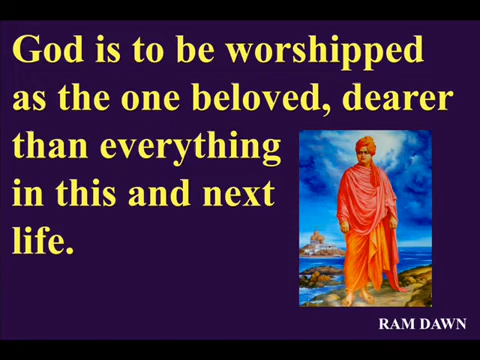 God is to be worshipped
as the one beloved, dearer
than everything
in this and next
life.
RAM DAWN